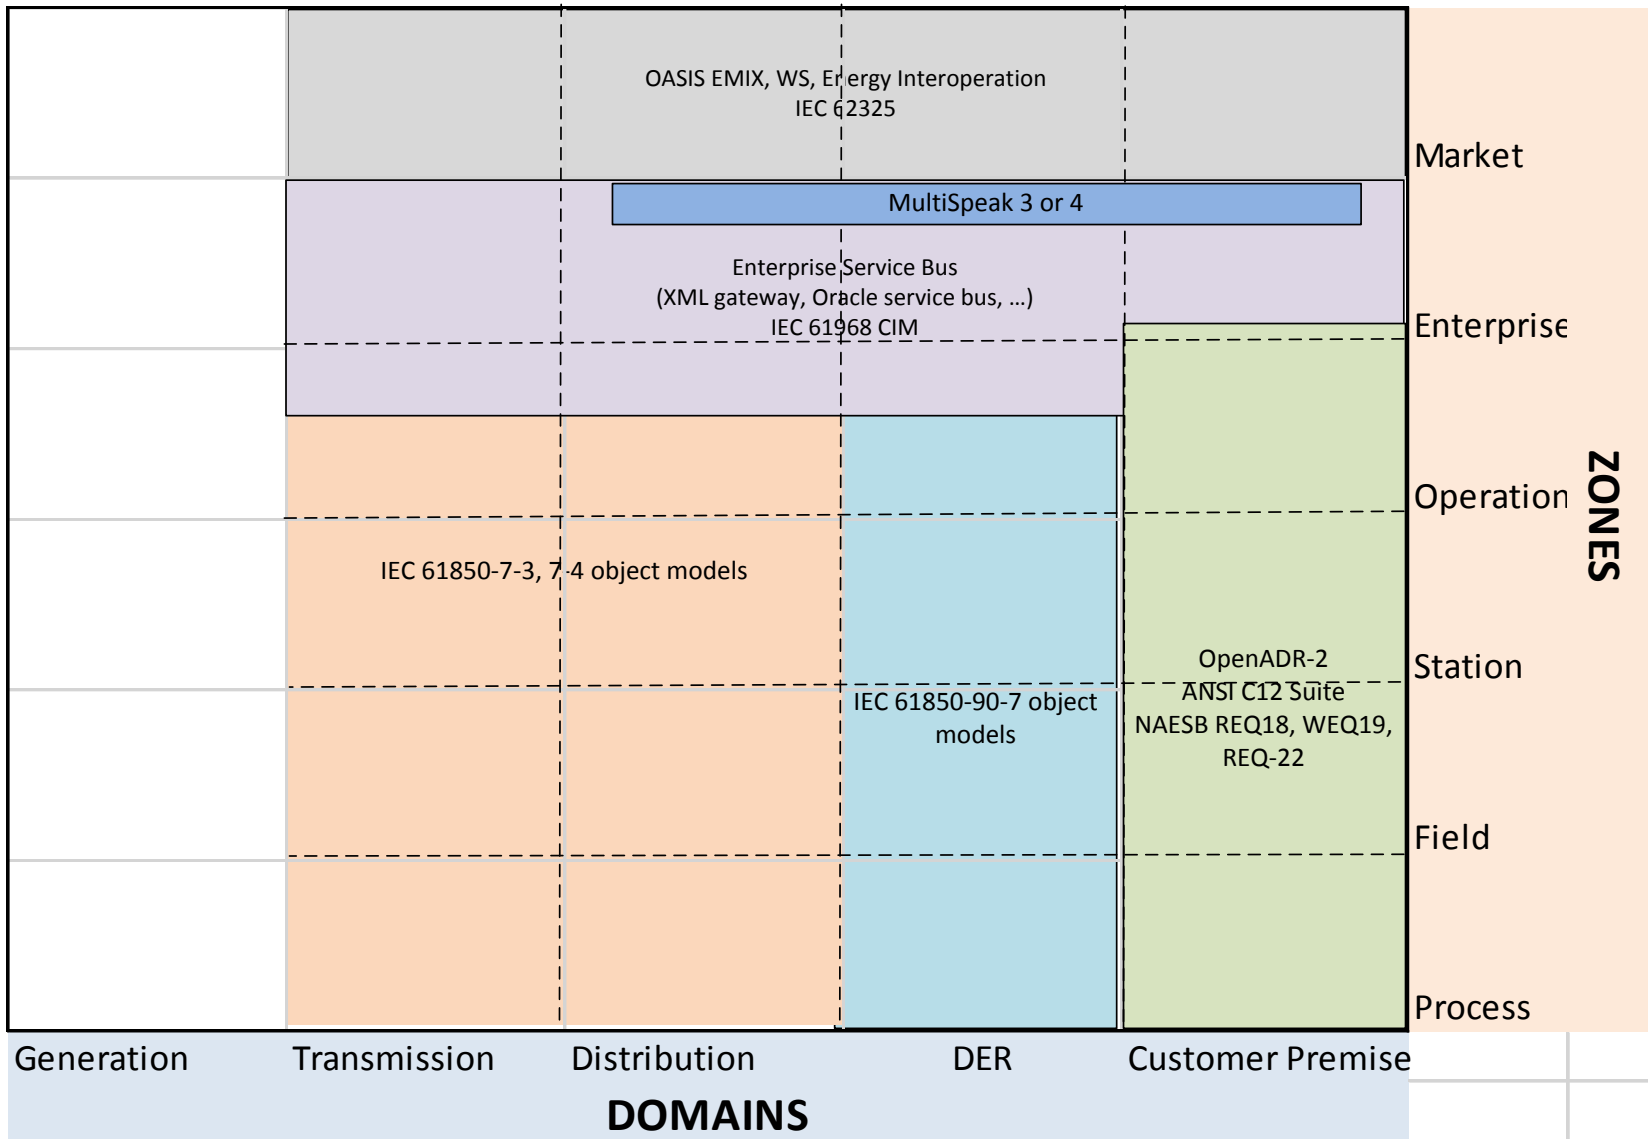 OASIS EMIX, WS, Energy Interoperation
IEC 62325
Market
MultiSpeak 3 or 4
Enterprise Service Bus
(XML gateway, Oracle service bus, ...)
IEC 61968 CIM
Enterprise
Operation
ZONES
IEC 61850-7-3, 7-4 object models
OpenADR-2
ANSI C12 Suite
NAESB REQ18, WEQ19,
REQ-22
Station
IEC 61850-90-7 object
models
Field
Process
Generation
Transmission
Distribution
DER
Customer Premise
DOMAINS